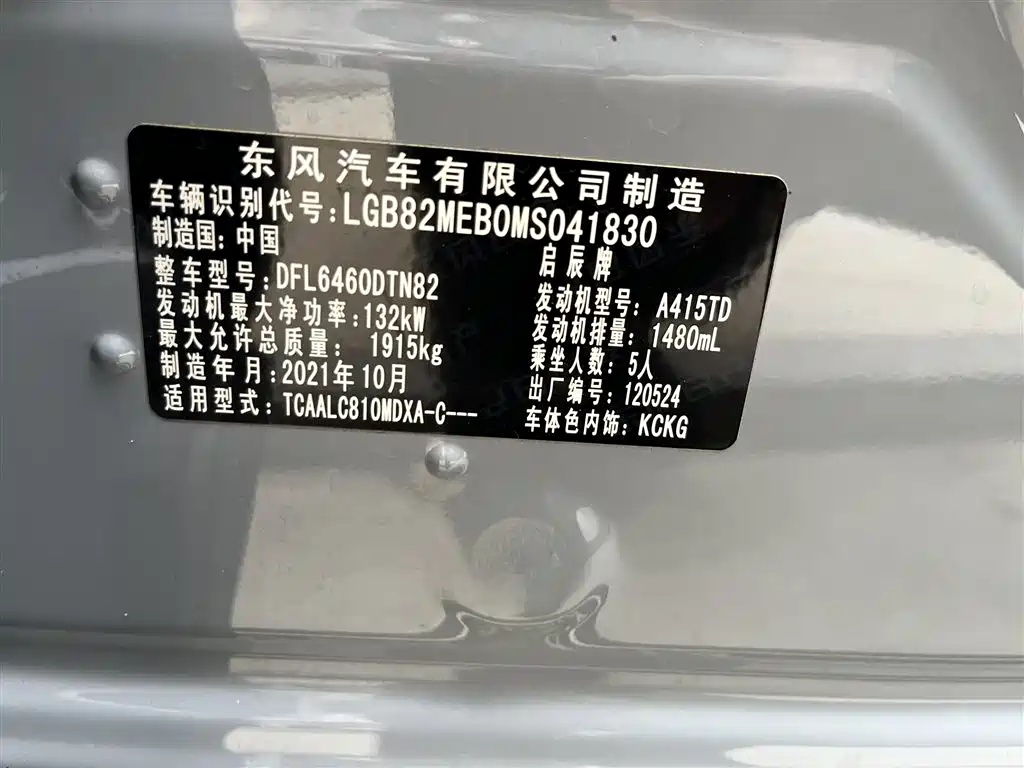 东风汽车有限公司制造
车辆识别代号:LGB82MEB0MS041830
制造国:中国 启辰牌
整车型号:DFL6460DTN82 发动机型号: A415TD
发动机最大净功率:132kW 发动机排量: 1480mL
最大允许总质量: 1915kg 乘坐人数: 5人
制造年月:2021年10月 出厂编号: 120524
适用型式: TCAALC810MDXA-C--- 车体色内饰: KCKG